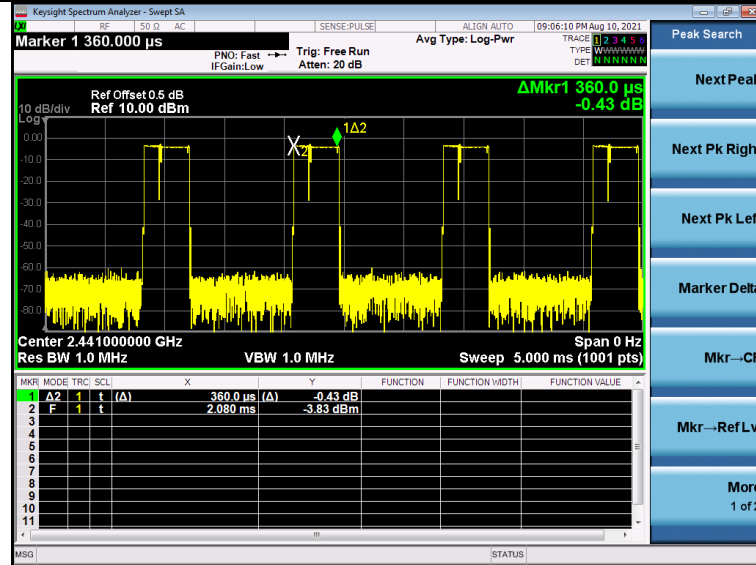 Keysight Spectrum Analyzer - Swept SA
LXI RF 50 Ω AC SENSE:PULSE ALIGN AUTO 09:06:10 PM Aug 10, 2021
Marker 1 360.000 µs
PNO: Fast
IFGain:Low
Trig: Free Run
Atten: 20 dB
Avg Type: Log-Pwr
TRACE 1 2 3 4 5 6
TYPE WWWWWW
DET N N N N N N
Peak Search
Next Peak
Next Pk Righ
Next Pk Lef
Marker Delta
Mkr→CF
Mkr→Ref Lv
More
1 of 2
ΔMkr1 360.0 µs
-0.43 dB
Ref Offset 0.5 dB
10 dB/div Ref 10.00 dBm
Log
0.00
-10.0
-20.0
-30.0
-40.0
-50.0
-60.0
-70.0
-80.0
X2
1Δ2
Center 2.441000000 GHz Span 0 Hz
Res BW 1.0 MHz VBW 1.0 MHz Sweep 5.000 ms (1001 pts)
MKR MODE TRC SCL X Y FUNCTION FUNCTION WIDTH FUNCTION VALUE
1 Δ2 1 t (Δ) 360.0 µs (Δ) -0.43 dB
2 F 1 t 2.080 ms -3.83 dBm
3
4
5
6
7
8
9
10
11
MSG STATUS